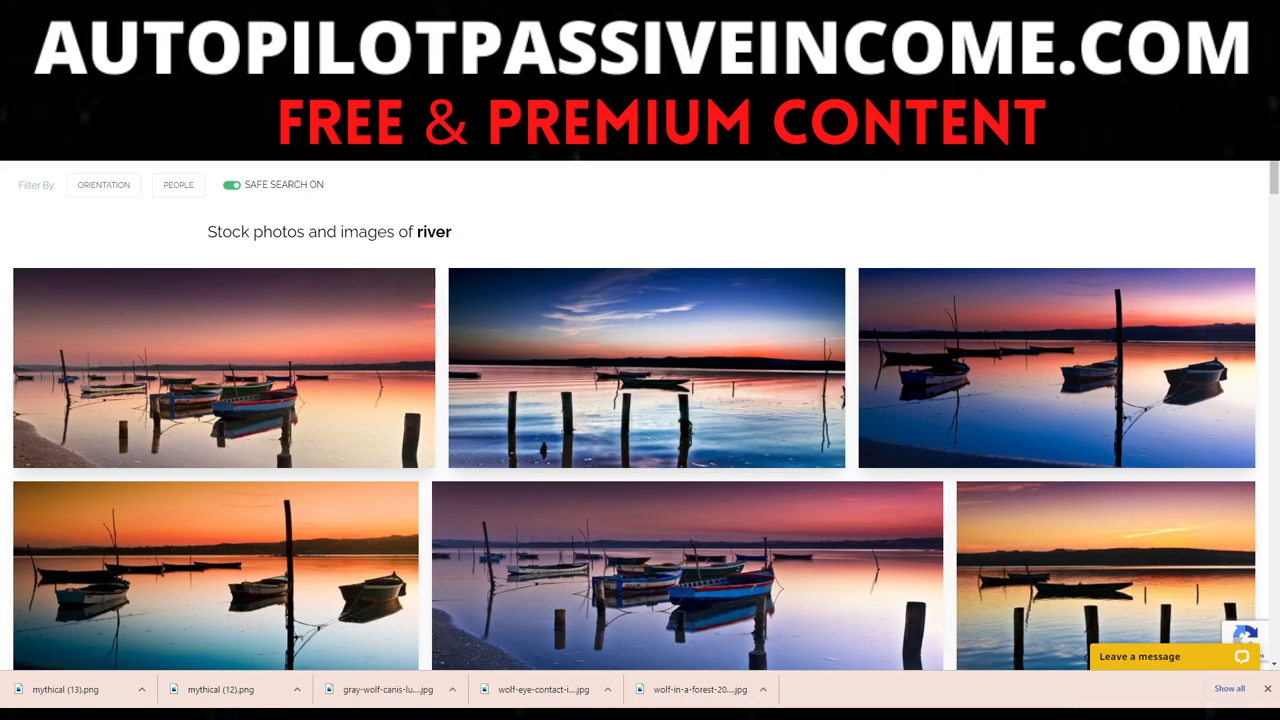 AUTOPILOTPASSIVEINCOME.COM
FREE & PREMIUM CONTENT
Filter By: ORIENTATION PEOPLE SAFE SEARCH ON
Stock photos and images of river
Leave a message
mythical (13).png mythical (12).png gray-wolf-canis-lu....jpg wolf-eye-contact-i....jpg wolf-in-a-forest-20....jpg Show all